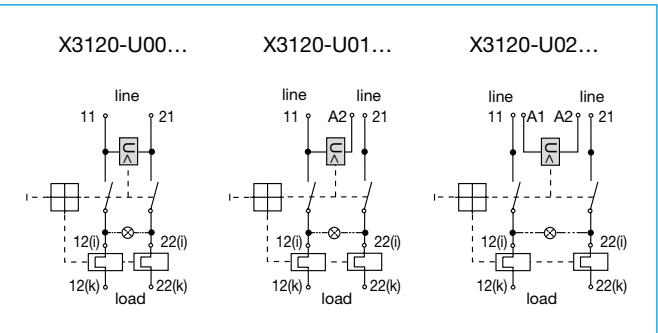 X3120-U00... X3120-U01... X3120-U02...
line line line line line
11 21 11 A2 21 11 A1 A2 21
U< U< U<
12(i) 22(i) 12(i) 22(i) 12(i) 22(i)
12(k) 22(k) 12(k) 22(k) 12(k) 22(k)
load load load